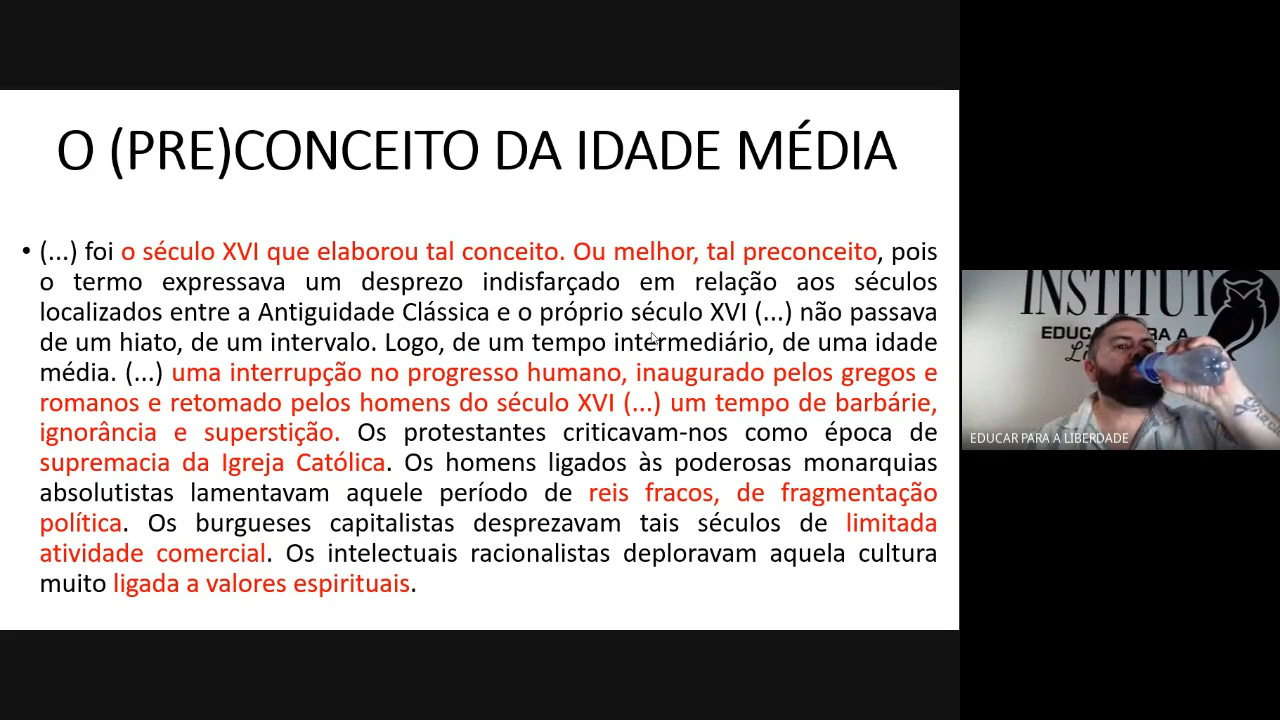 O (PRE)CONCEITO DA IDADE MÉDIA
• (...) foi o século XVI que elaborou tal conceito. Ou melhor, tal preconceito, pois
o termo expressava um desprezo indisfarçado em relação aos séculos
localizados entre a Antiguidade Clássica e o próprio século XVI (...) não passava
de um hiato, de um intervalo. Logo, de um tempo intermediário, de uma idade
média. (...) uma interrupção no progresso humano, inaugurado pelos gregos e
romanos e retomado pelos homens do século XVI (...) um tempo de barbárie,
ignorância e superstição. Os protestantes criticavam-nos como época de
supremacia da Igreja Católica. Os homens ligados às poderosas monarquias
absolutistas lamentavam aquele período de reis fracos, de fragmentação
política. Os burgueses capitalistas desprezavam tais séculos de limitada
atividade comercial. Os intelectuais racionalistas deploravam aquela cultura
muito ligada a valores espirituais.
INSTITUT
EDUC RA A
EDUCAR PARA A LIBERDADE